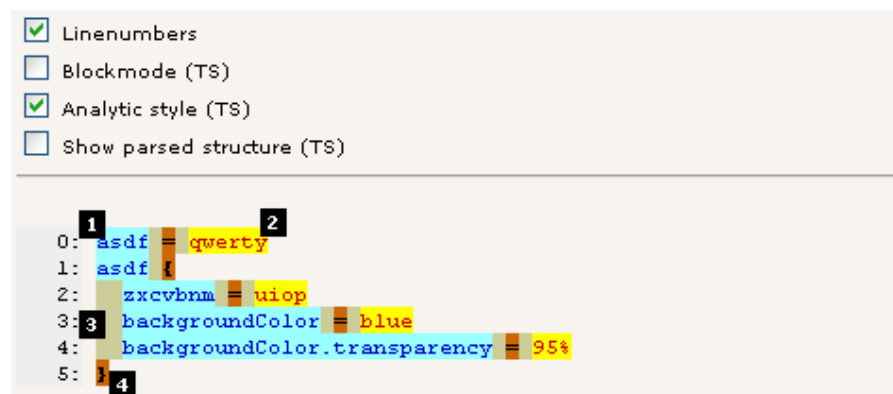 Linenumbers
Blockmode (TS)
Analytic style (TS)
Show parsed structure (TS)
1 2
0: asdf = qwerty
1: asdf {
2: zxcvbnm = uiop
3: 3 backgroundColor = blue
4: backgroundColor.transparency = 95%
5: }
4